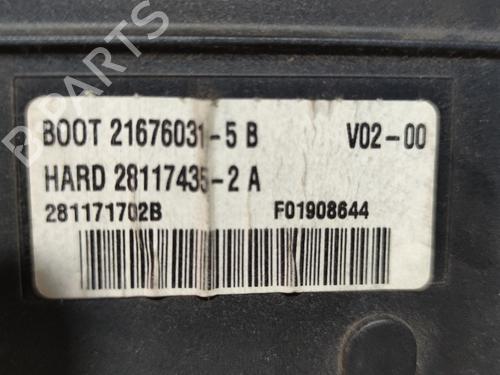 BOOT 21676031-5 B V02-00
HARD 28117435-2 A
281171702B F01908644
B-PARTS